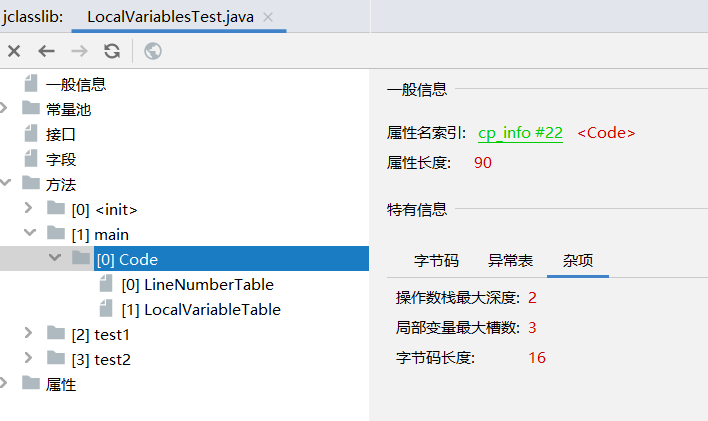 jclasslib: LocalVariablesTest.java
一般信息
常量池
接口
字段
方法
[0] <init>
[1] main
[0] Code
[0] LineNumberTable
[1] LocalVariableTable
[2] test1
[3] test2
属性
一般信息
属性名索引: cp_info #22 <Code>
属性长度: 90
特有信息
字节码 异常表 杂项
操作数栈最大深度: 2
局部变量最大槽数: 3
字节码长度: 16